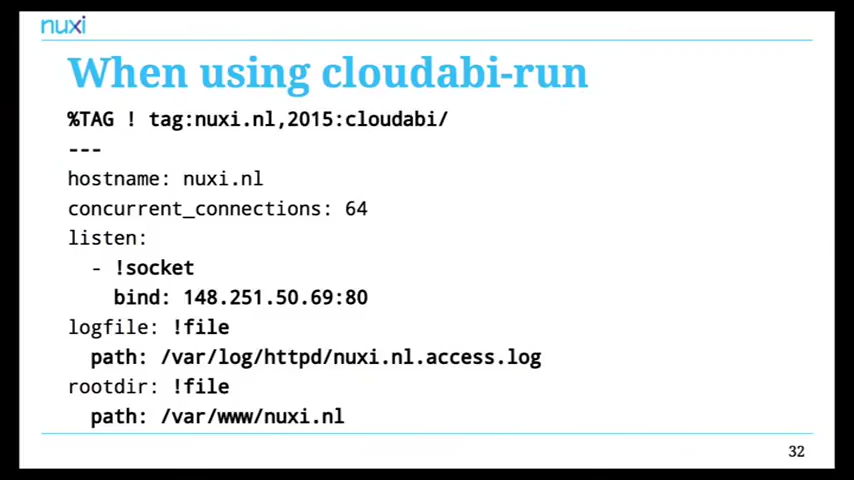 nuxi
When using cloudabi-run
%TAG ! tag:nuxi.nl,2015:cloudabi/
---
hostname: nuxi.nl
concurrent_connections: 64
listen:
  - !socket
    bind: 148.251.50.69:80
logfile: !file
  path: /var/log/httpd/nuxi.nl.access.log
rootdir: !file
  path: /var/www/nuxi.nl
32